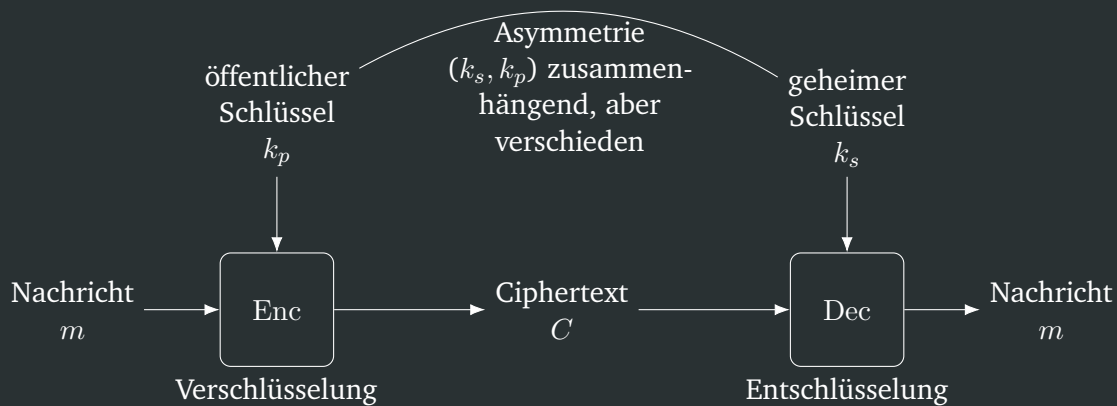 Asymmetrie
(k_s, k_p) zusammen-
hängend, aber
verschieden
öffentlicher
Schlüssel
k_p
geheimer
Schlüssel
k_s
Nachricht
m
Enc
Verschlüsselung
Ciphertext
C
Dec
Entschlüsselung
Nachricht
m